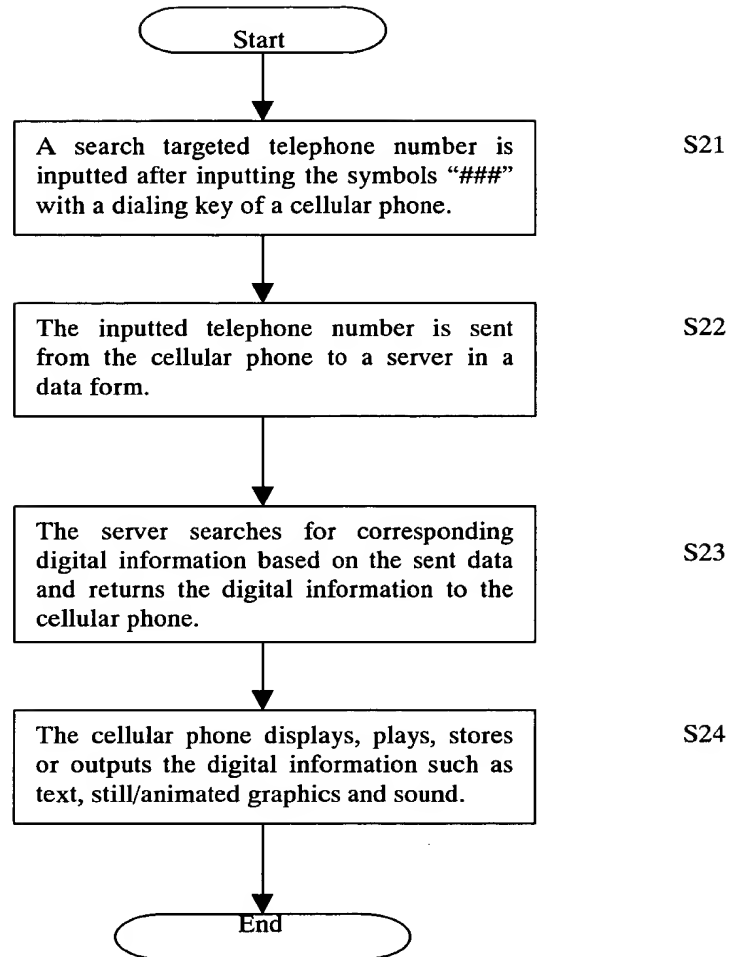 Start
A search targeted telephone number is
inputted after inputting the symbols “###”
with a dialing key of a cellular phone.
S21
The inputted telephone number is sent
from the cellular phone to a server in a
data form.
S22
The server searches for corresponding
digital information based on the sent data
and returns the digital information to the
cellular phone.
S23
The cellular phone displays, plays, stores
or outputs the digital information such as
text, still/animated graphics and sound.
S24
End